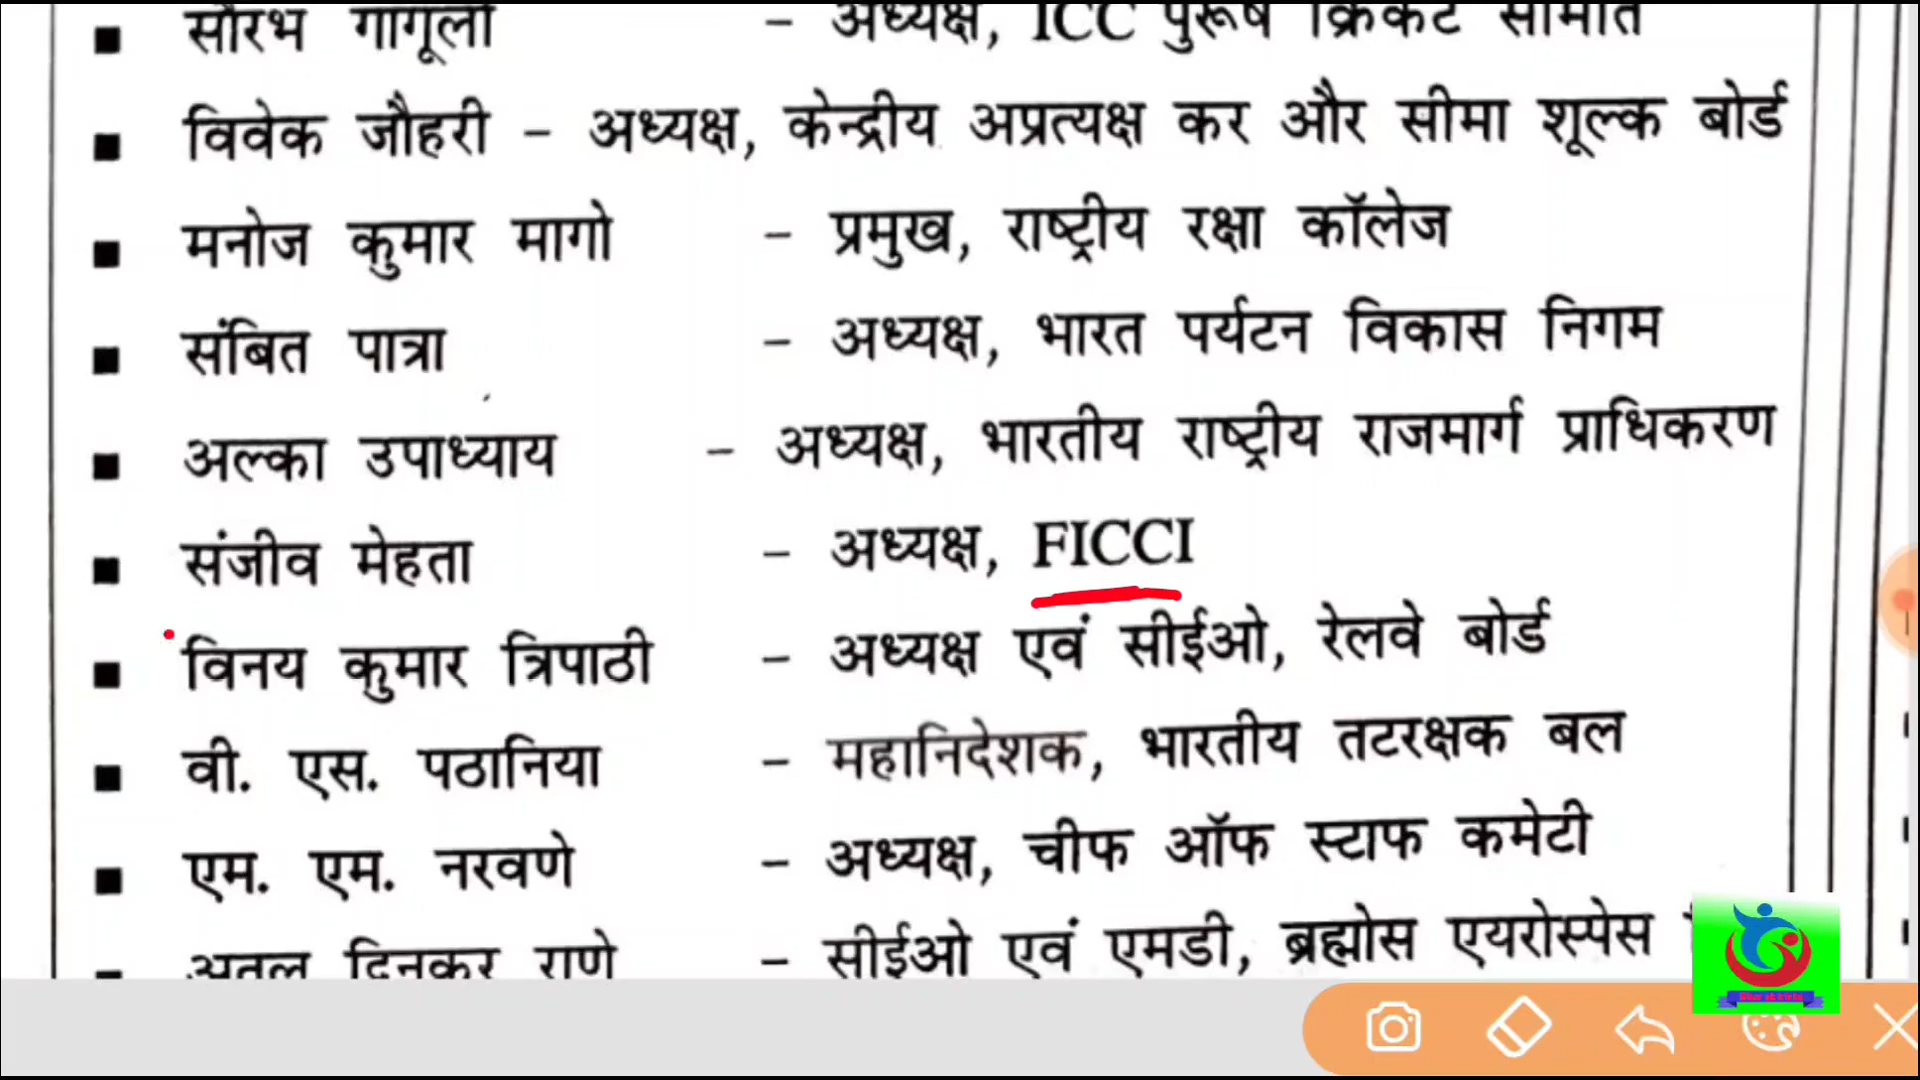 सौरभ गांगूली – अध्यक्ष, ICC पुरूष क्रिकेट समिति
विवेक जौहरी – अध्यक्ष, केन्द्रीय अप्रत्यक्ष कर और सीमा शूल्क बोर्ड
मनोज कुमार मागो – प्रमुख, राष्ट्रीय रक्षा कॉलेज
संबित पात्रा – अध्यक्ष, भारत पर्यटन विकास निगम
अल्का उपाध्याय – अध्यक्ष, भारतीय राष्ट्रीय राजमार्ग प्राधिकरण
संजीव मेहता – अध्यक्ष, FICCI
विनय कुमार त्रिपाठी – अध्यक्ष एवं सीईओ, रेलवे बोर्ड
वी. एस. पठानिया – महानिदेशक, भारतीय तटरक्षक बल
एम. एम. नरवणे – अध्यक्ष, चीफ ऑफ स्टाफ कमेटी
अतुल दिनकर राणे – सीईओ एवं एमडी, ब्रह्मोस एयरोस्पेस